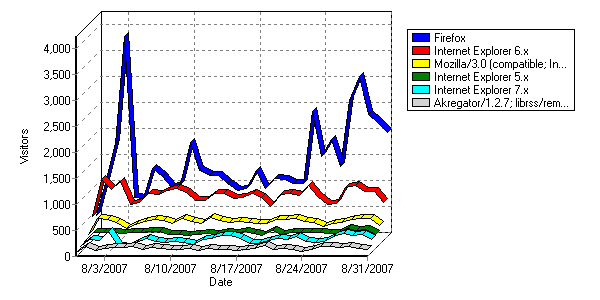 4,000
3,500
3,000
2,500
2,000
1,500
1,000
500
0
Visitors
8/3/2007 8/10/2007 8/17/2007 8/24/2007 8/31/2007
Date
Firefox
Internet Explorer 6.x
Mozilla/3.0 (compatible; In...
Internet Explorer 5.x
Internet Explorer 7.x
Akregator/1.2.7; librss/rem...